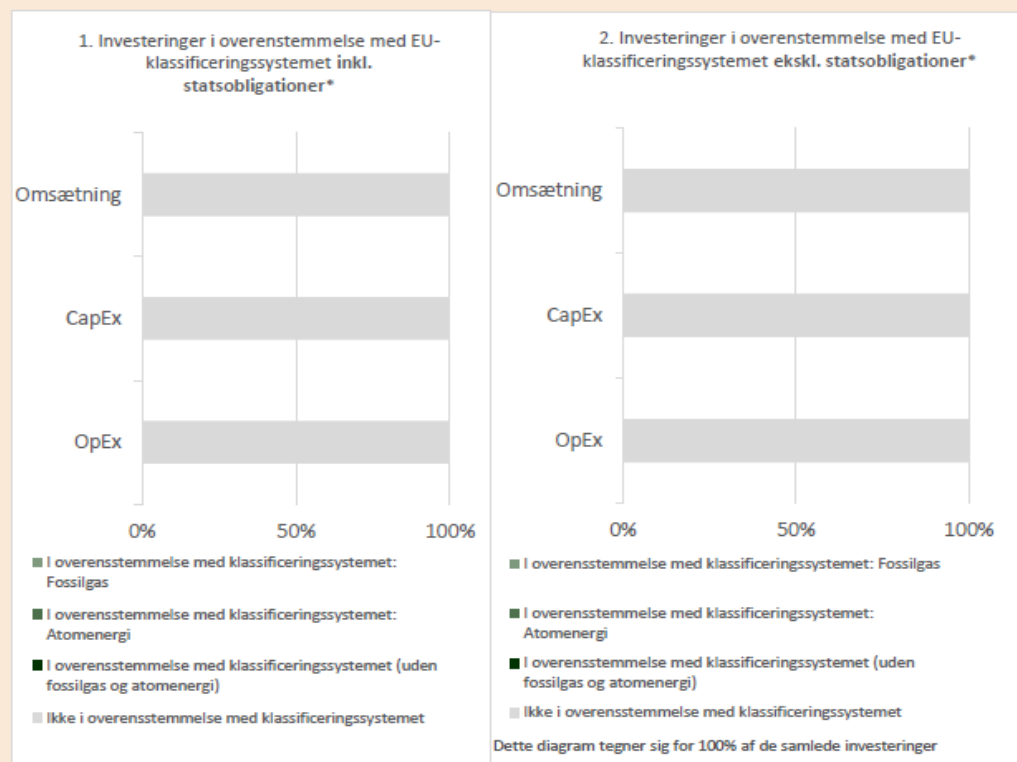 1. Investeringer i overenstemmelse med EU-
klassificeringssystemet inkl.
statsobligationer*
Omsætning
CapEx
OpEx
0%
50%
100%
I overensstemmelse med klassificeringssystemet:
Fossilgas
I overensstemmelse med klassificeringssystemet:
Atomenergi
I overensstemmelse med klassificeringssystemet (uden
fossilgas og atomenergi)
Ikke i overensstemmelse med klassificeringssystemet
2. Investeringer i overenstemmelse med EU-
klassificeringssystemet ekskl. statsobligationer*
Omsætning
CapEx
OpEx
0%
50%
100%
I overensstemmelse med klassificeringssystemet: Fossilgas
I overensstemmelse med klassificeringssystemet:
Atomenergi
I overensstemmelse med klassificeringssystemet (uden
fossilgas og atomenergi)
Ikke i overensstemmelse med klassificeringssystemet
Dette diagram tegner sig for 100% af de samlede investeringer